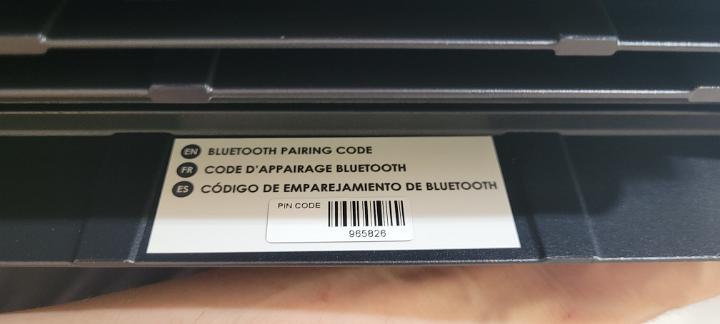 EN BLUETOOTH PAIRING CODE
FR CODE D'APPAIRAGE BLUETOOTH
ES CÓDIGO DE EMPAREJAMIENTO DE BLUETOOTH
PIN CODE
965826